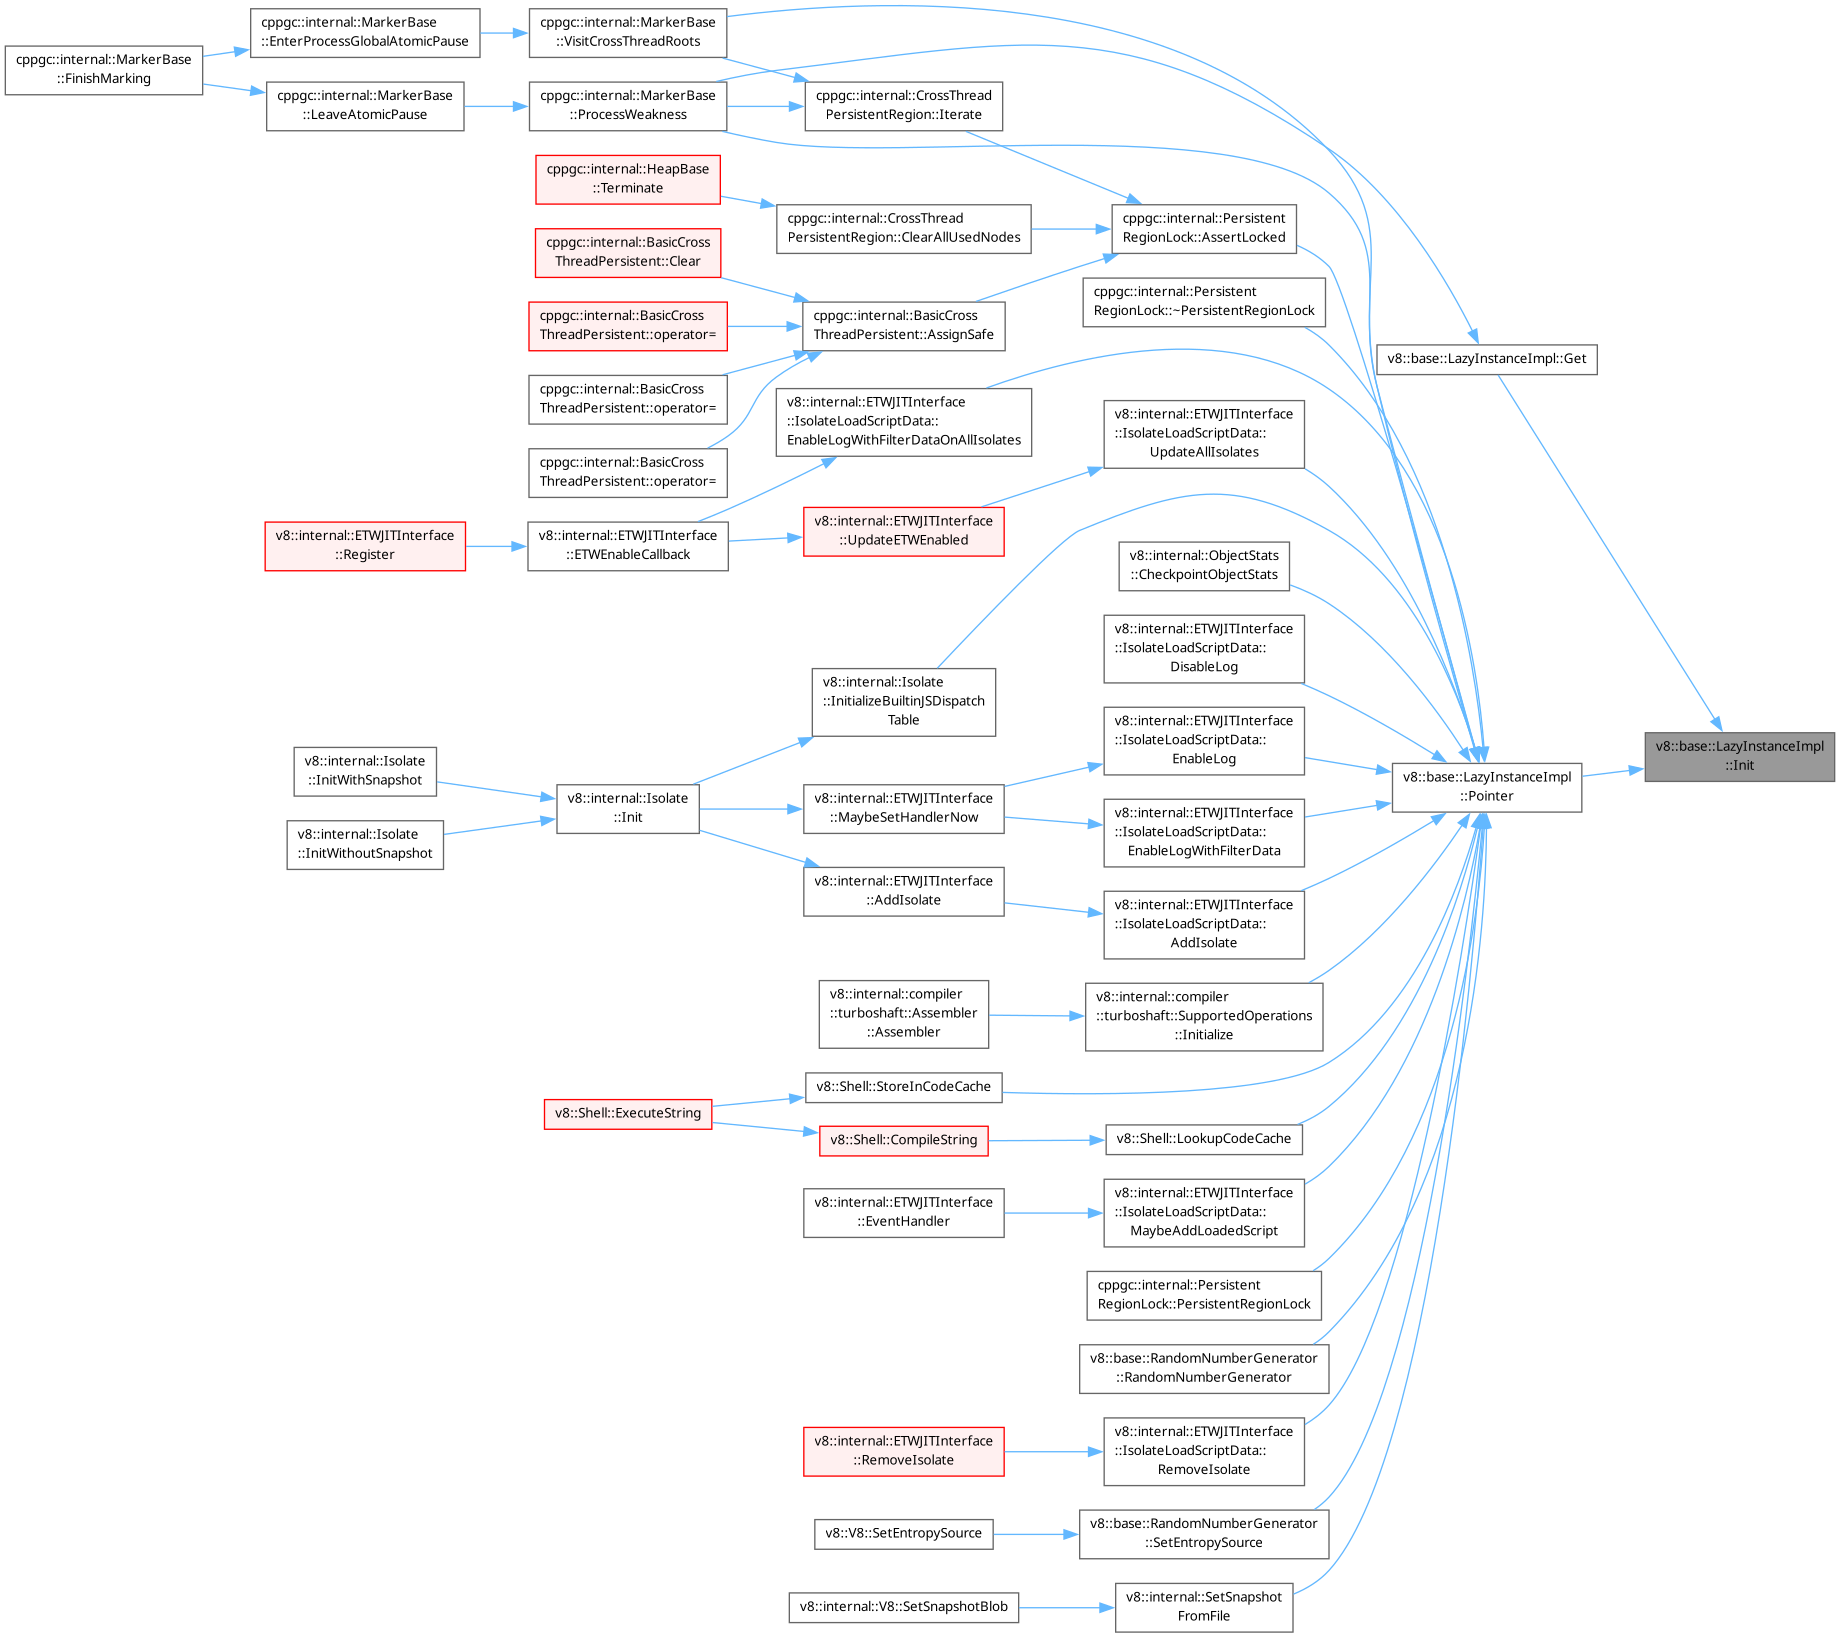 cppgc::internal::MarkerBase
::FinishMarking
cppgc::internal::MarkerBase
::EnterProcessGlobalAtomicPause
cppgc::internal::MarkerBase
::LeaveAtomicPause
v8::internal::ETWJITInterface
::Register
v8::internal::Isolate
::InitWithSnapshot
v8::internal::Isolate
::InitWithoutSnapshot
cppgc::internal::MarkerBase
::VisitCrossThreadRoots
cppgc::internal::MarkerBase
::ProcessWeakness
cppgc::internal::HeapBase
::Terminate
cppgc::internal::BasicCross
ThreadPersistent::Clear
cppgc::internal::BasicCross
ThreadPersistent::operator=
cppgc::internal::BasicCross
ThreadPersistent::operator=
cppgc::internal::BasicCross
ThreadPersistent::operator=
v8::internal::ETWJITInterface
::ETWEnableCallback
v8::internal::Isolate
::Init
v8::Shell::ExecuteString
cppgc::internal::CrossThread
PersistentRegion::Iterate
cppgc::internal::CrossThread
PersistentRegion::ClearAllUsedNodes
cppgc::internal::BasicCross
ThreadPersistent::AssignSafe
v8::internal::ETWJITInterface
::IsolateLoadScriptData::
EnableLogWithFilterDataOnAllIsolates
v8::internal::ETWJITInterface
::UpdateETWEnabled
v8::internal::Isolate
::InitializeBuiltinJSDispatch
Table
v8::internal::ETWJITInterface
::MaybeSetHandlerNow
v8::internal::ETWJITInterface
::AddIsolate
v8::internal::compiler
::turboshaft::Assembler
::Assembler
v8::Shell::StoreInCodeCache
v8::Shell::CompileString
v8::internal::ETWJITInterface
::EventHandler
v8::internal::ETWJITInterface
::RemoveIsolate
v8::V8::SetEntropySource
v8::internal::V8::SetSnapshotBlob
cppgc::internal::Persistent
RegionLock::AssertLocked
cppgc::internal::Persistent
RegionLock::~PersistentRegionLock
v8::internal::ETWJITInterface
::IsolateLoadScriptData::
UpdateAllIsolates
v8::internal::ObjectStats
::CheckpointObjectStats
v8::internal::ETWJITInterface
::IsolateLoadScriptData::
DisableLog
v8::internal::ETWJITInterface
::IsolateLoadScriptData::
EnableLog
v8::internal::ETWJITInterface
::IsolateLoadScriptData::
EnableLogWithFilterData
v8::internal::ETWJITInterface
::IsolateLoadScriptData::
AddIsolate
v8::internal::compiler
::turboshaft::SupportedOperations
::Initialize
v8::Shell::LookupCodeCache
v8::internal::ETWJITInterface
::IsolateLoadScriptData::
MaybeAddLoadedScript
cppgc::internal::Persistent
RegionLock::PersistentRegionLock
v8::base::RandomNumberGenerator
::RandomNumberGenerator
v8::internal::ETWJITInterface
::IsolateLoadScriptData::
RemoveIsolate
v8::base::RandomNumberGenerator
::SetEntropySource
v8::internal::SetSnapshot
FromFile
v8::base::LazyInstanceImpl::Get
v8::base::LazyInstanceImpl
::Pointer
v8::base::LazyInstanceImpl
::Init